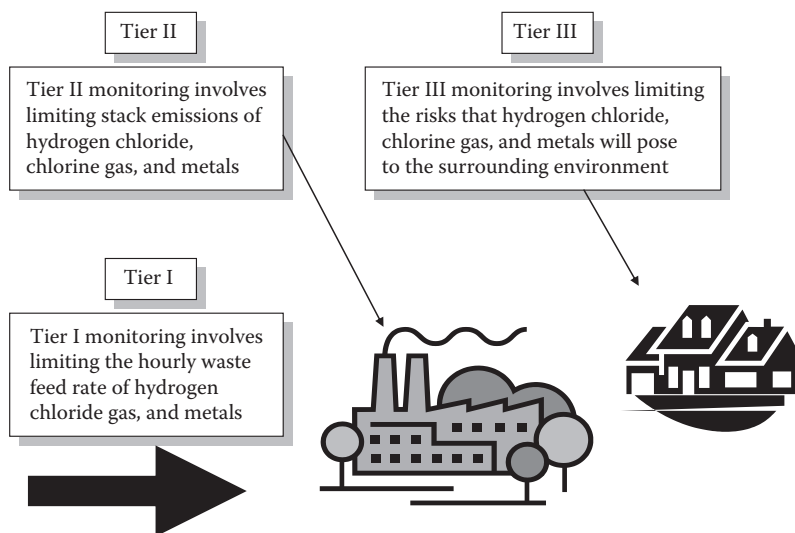 Tier II
Tier II monitoring involves
limiting stack emissions of
hydrogen chloride,
chlorine gas, and metals
Tier III
Tier III monitoring involves limiting
the risks that hydrogen chloride,
chlorine gas, and metals will pose
to the surrounding environment
Tier I
Tier I monitoring involves
limiting the hourly waste
feed rate of hydrogen
chloride gas, and metals